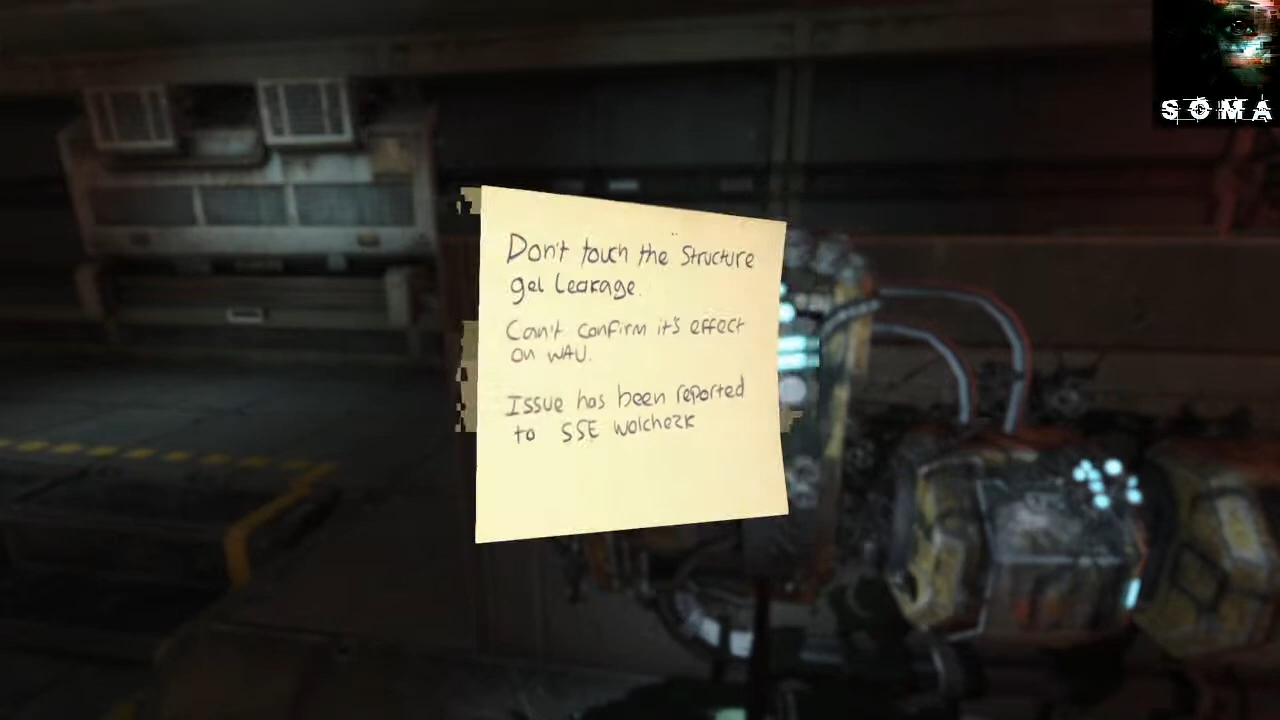 SOMA
Don't touch the Structure
gel Leakage.
Can't confirm it's effect
on WAU.
Issue has been reported
to SSE Wolchezk